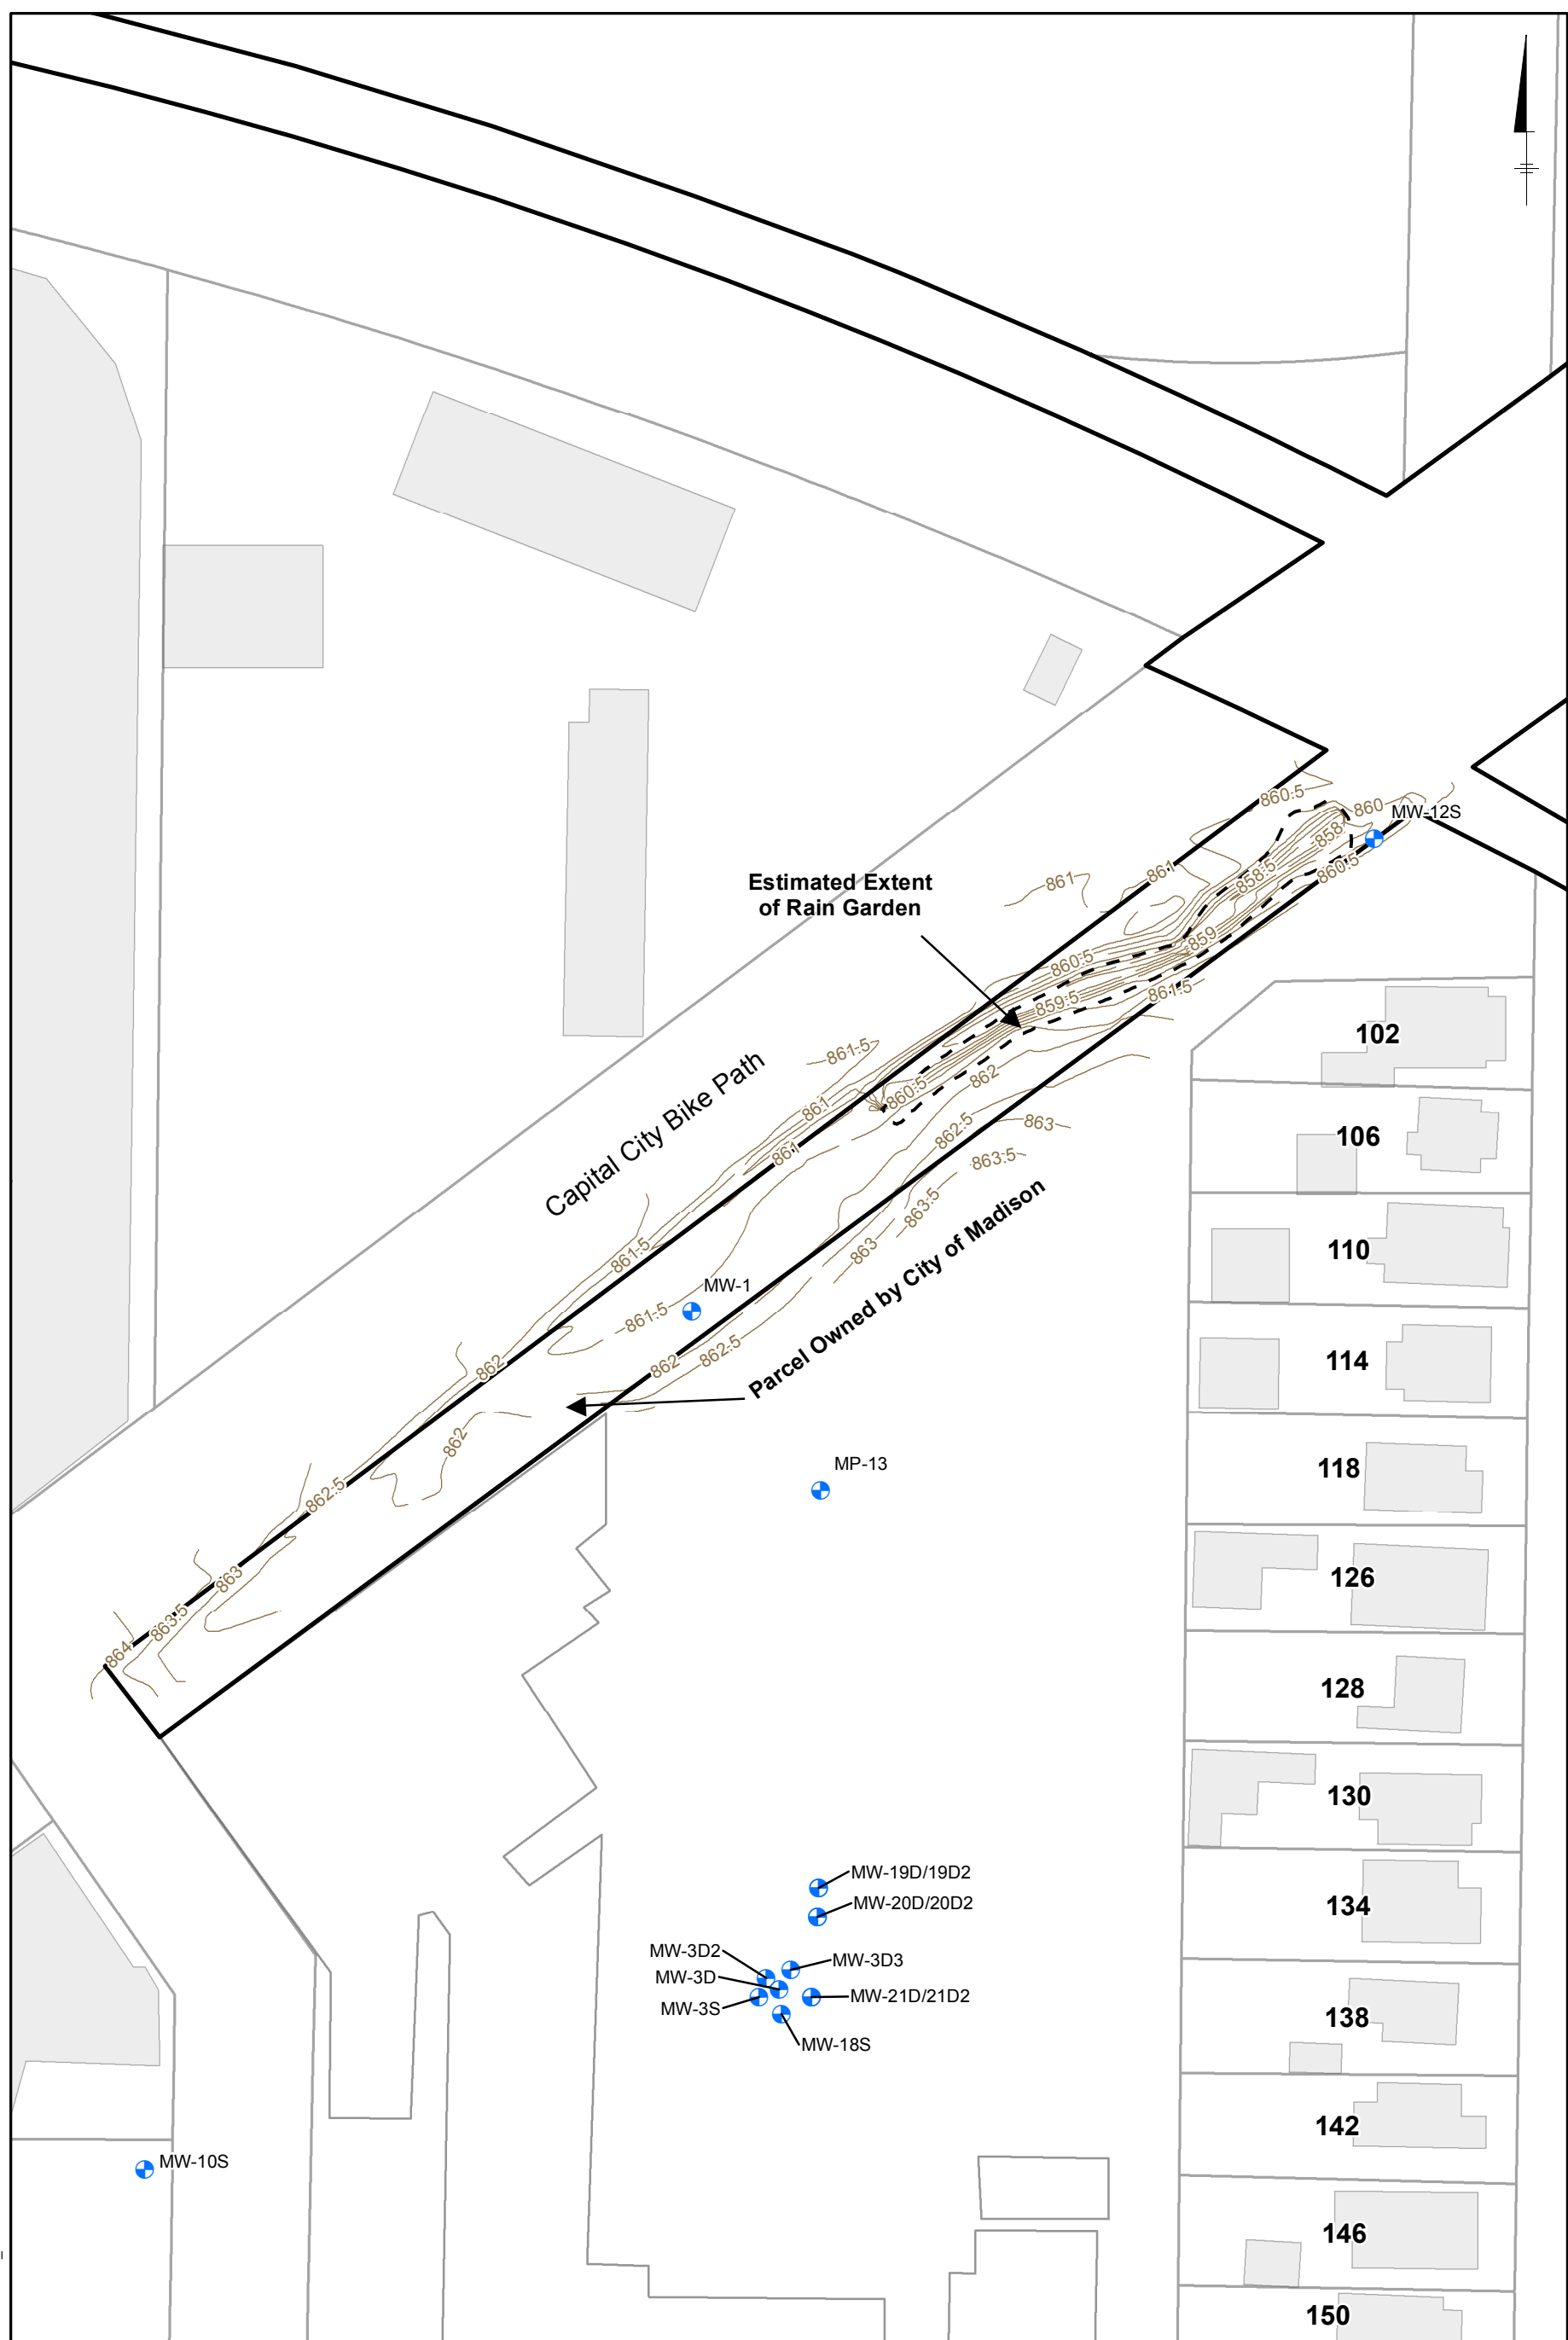 860.5
860
MW-12S
858
861
858.5
860.5
861
Estimated Extent
of Rain Garden
859
860.5
861.5
859.5
102
861.5
862
860.5
861
Capital City Bike Path
863
862.5
106
861
863.5
863.5
Parcel Owned by City of Madison
863
110
861.5
MW-1
861.5
862.5
862
862
114
862
MP-13
118
862.5
126
863
863.5
864
128
130
MW-19D/19D2
MW-20D/20D2
134
MW-3D2
MW-3D3
MW-3D
MW-21D/21D2
MW-3S
138
MW-18S
142
MW-10S
146
150